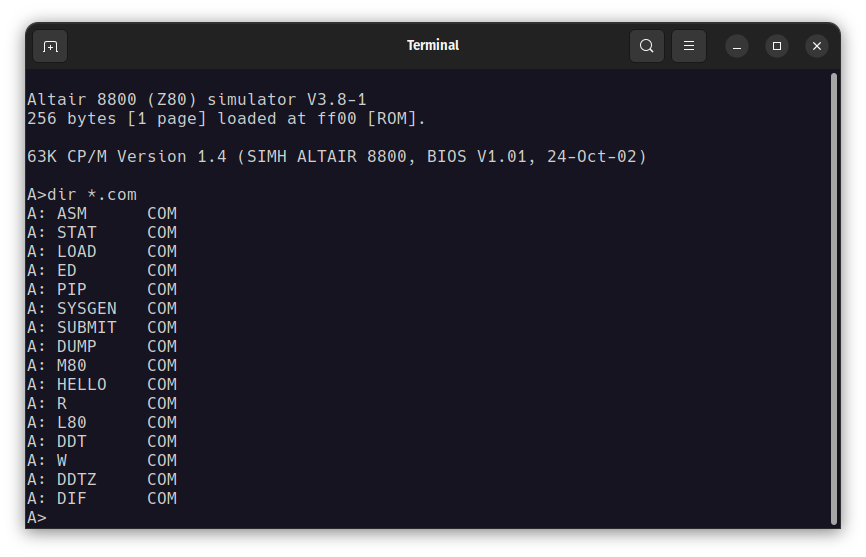 Terminal
Altair 8800 (Z80) simulator V3.8-1
256 bytes [1 page] loaded at ff00 [ROM].
63K CP/M Version 1.4 (SIMH ALTAIR 8800, BIOS V1.01, 24-Oct-02)
A>dir *.com
A: ASM      COM
A: STAT     COM
A: LOAD     COM
A: ED       COM
A: PIP      COM
A: SYSGEN   COM
A: SUBMIT   COM
A: DUMP     COM
A: M80      COM
A: HELLO    COM
A: R        COM
A: L80      COM
A: DDT      COM
A: W        COM
A: DDTZ     COM
A: DIF      COM
A>